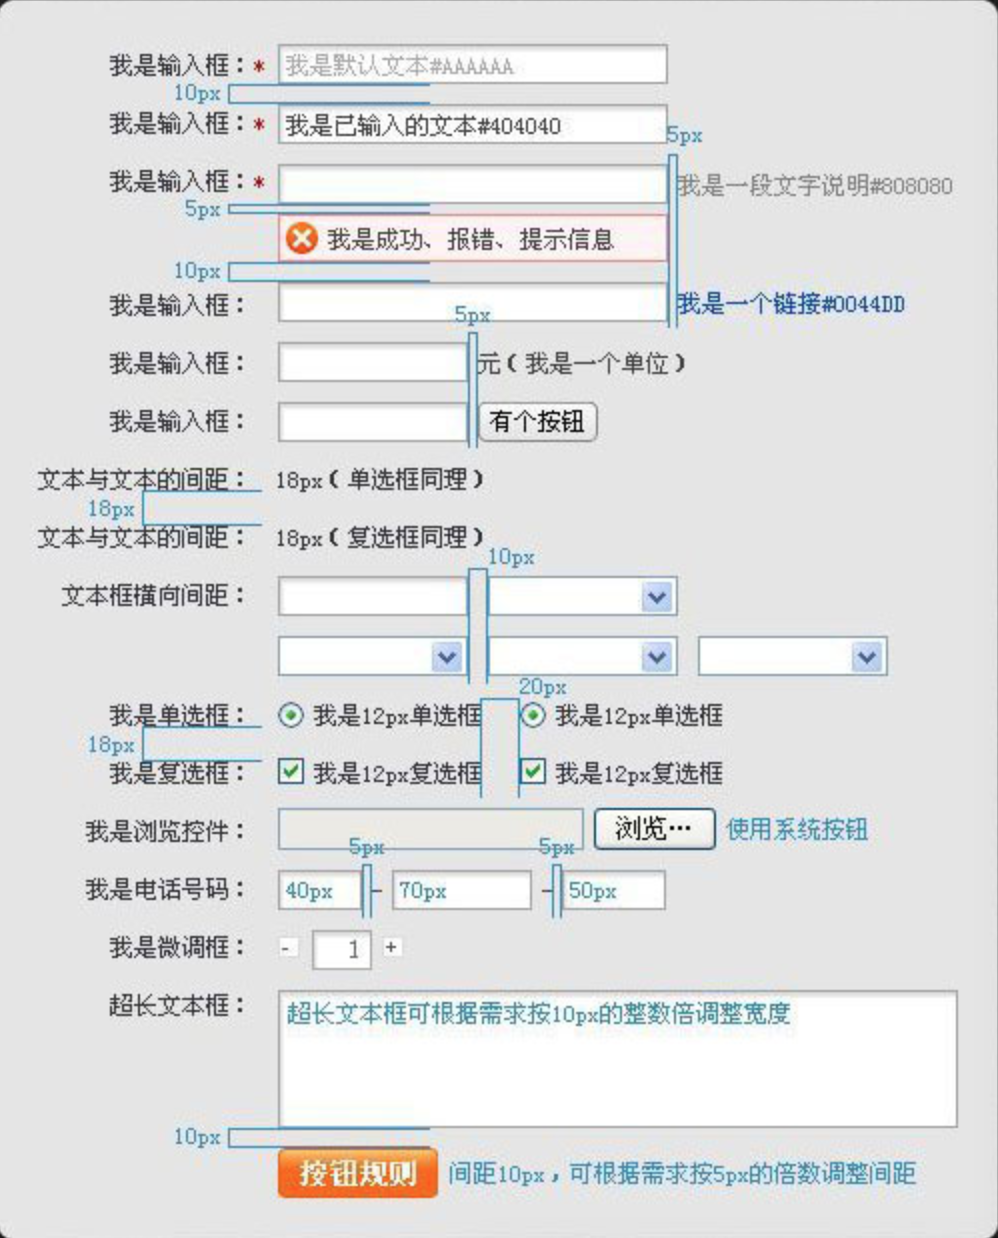 我是输入框：* 我是默认文本#AAAAAA
10px
我是输入框：* 我是已输入的文本#404040
5px
我是输入框：* 我是一段文字说明#808080
5px
我是成功、报错、提示信息
10px
我是输入框： 我是一个链接#0044DD
5px
我是输入框： 元（我是一个单位）
我是输入框： 有个按钮
文本与文本的间距： 18px（单选框同理）
18px
文本与文本的间距： 18px（复选框同理）
10px
文本框横向间距：
20px
我是单选框： 我是12px单选框 我是12px单选框
18px
我是复选框： 我是12px复选框 我是12px复选框
我是浏览控件： 浏览… 使用系统按钮
5px 5px
我是电话号码： 40px - 70px - 50px
我是微调框： - 1 +
超长文本框： 超长文本框可根据需求按10px的整数倍调整宽度
10px
按钮规则 间距10px，可根据需求按5px的倍数调整间距